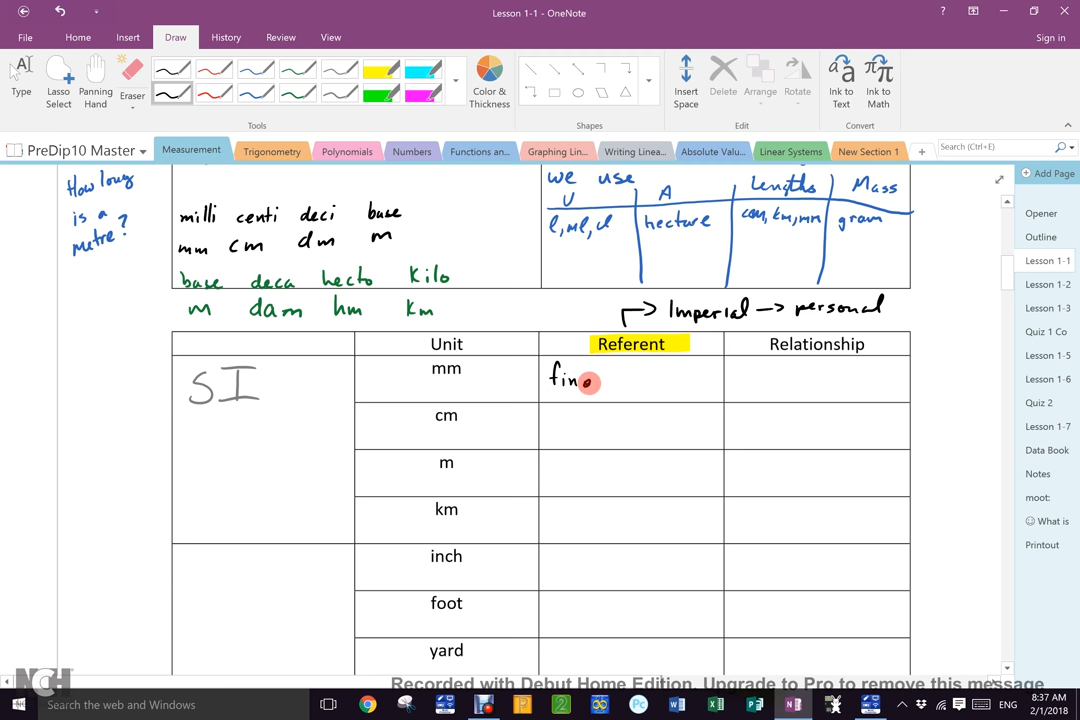 Lesson 1-1 - OneNote
File Home Insert Draw History Review View Sign in
Type Lasso Select Panning Hand Eraser Color & Thickness Insert Space Delete Arrange Rotate Ink to Text Ink to Math
Tools Shapes Edit Convert
PreDip10 Master Measurement Trigonometry Polynomials Numbers Functions an... Graphing Lin... Writing Linea... Absolute Valu... Linear Systems New Section 1 + Search (Ctrl+E)
Add Page
Opener
Outline
Lesson 1-1
Lesson 1-2
Lesson 1-3
Quiz 1 Co
Lesson 1-5
Lesson 1-6
Quiz 2
Lesson 1-7
Data Book
Notes
moot:
☺ What is
Printout
How long
is a
metre?
milli centi deci base
mm cm dm m
base deca hecto Kilo
m dam hm km
we use
V A Lengths Mass
l, ml, cl hecture km, mm gram
→ Imperial → personal
Unit Referent Relationship
SI mm fin
cm
m
km
inch
foot
yard
NCH
Recorded with Debut Home Edition. Upgrade to Pro to remove this message
Search the web and Windows
ENG 8:37 AM
2/1/2018